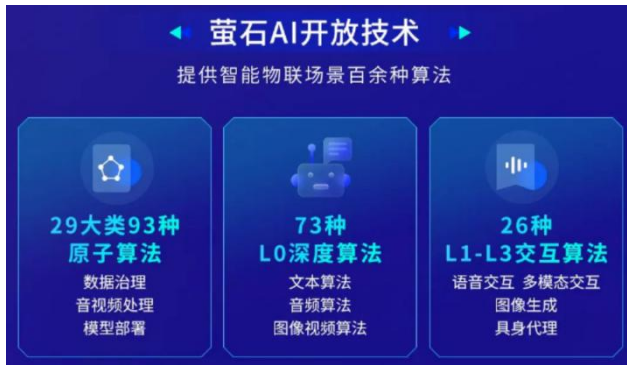 萤石AI开放技术
提供智能物联场景百余种算法
29大类93种
原子算法
数据治理
音视频处理
模型部署
73种
L0深度算法
文本算法
音频算法
图像视频算法
26种
L1-L3交互算法
语音交互 多模态交互
图像生成
具身代理